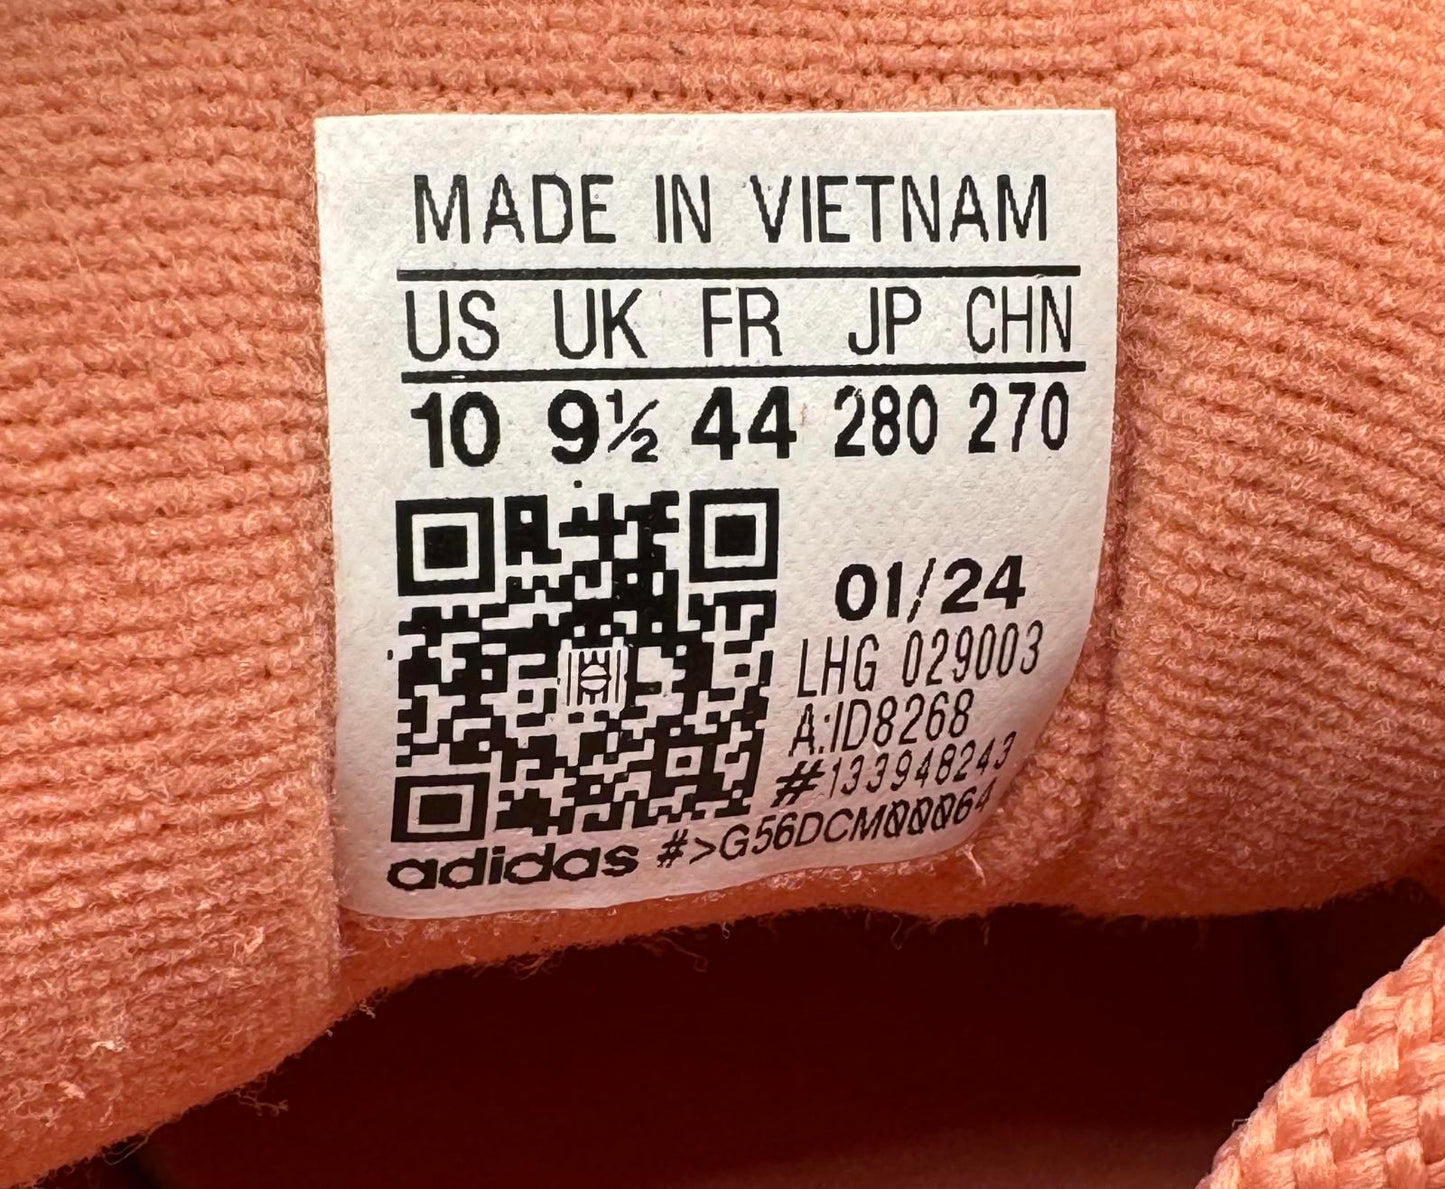 MADE IN VIETNAM
US UK FR JP CHN
10 9½ 44 280 270
01/24
LHG 029003
A:ID8268
#133948243
adidas #>G56DCM00064